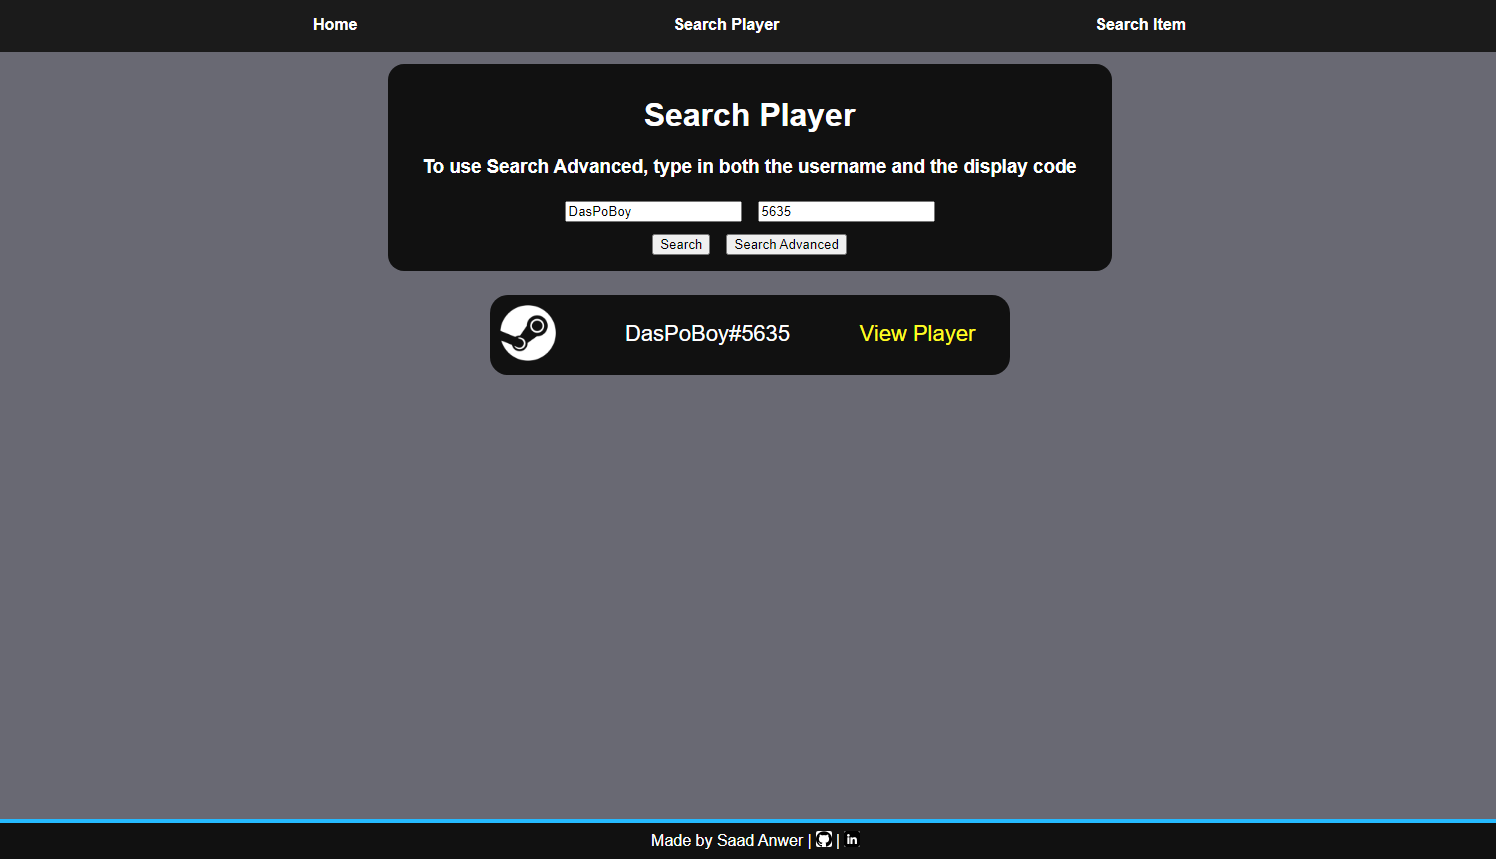 Home Search Player Search Item
Search Player
To use Search Advanced, type in both the username and the display code
DasPoBoy 5635
Search Search Advanced
DasPoBoy#5635 View Player
Made by Saad Anwer | | in